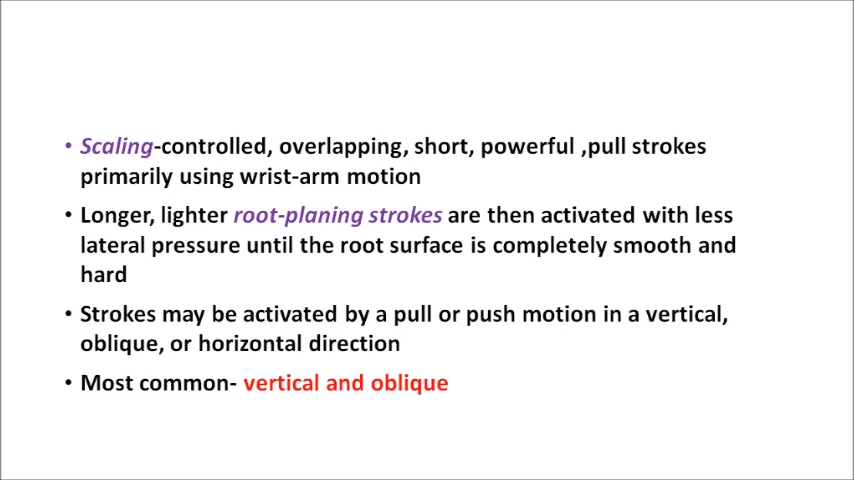 • Scaling-controlled, overlapping, short, powerful ,pull strokes
primarily using wrist-arm motion
• Longer, lighter root-planing strokes are then activated with less
lateral pressure until the root surface is completely smooth and
hard
• Strokes may be activated by a pull or push motion in a vertical,
oblique, or horizontal direction
• Most common- vertical and oblique